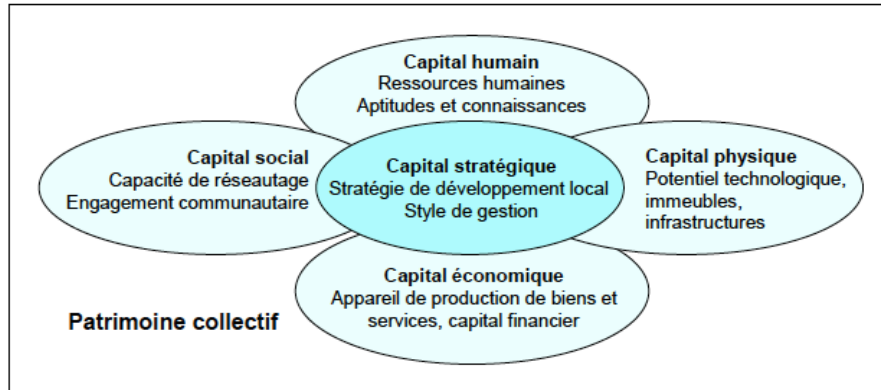 Capital humain
Ressources humaines
Aptitudes et connaissances
Capital social
Capacité de réseautage
Engagement communautaire
Capital stratégique
Stratégie de développement local
Style de gestion
Capital physique
Potentiel technologique,
immeubles,
infrastructures
Capital économique
Appareil de production de biens et
services, capital financier
Patrimoine collectif